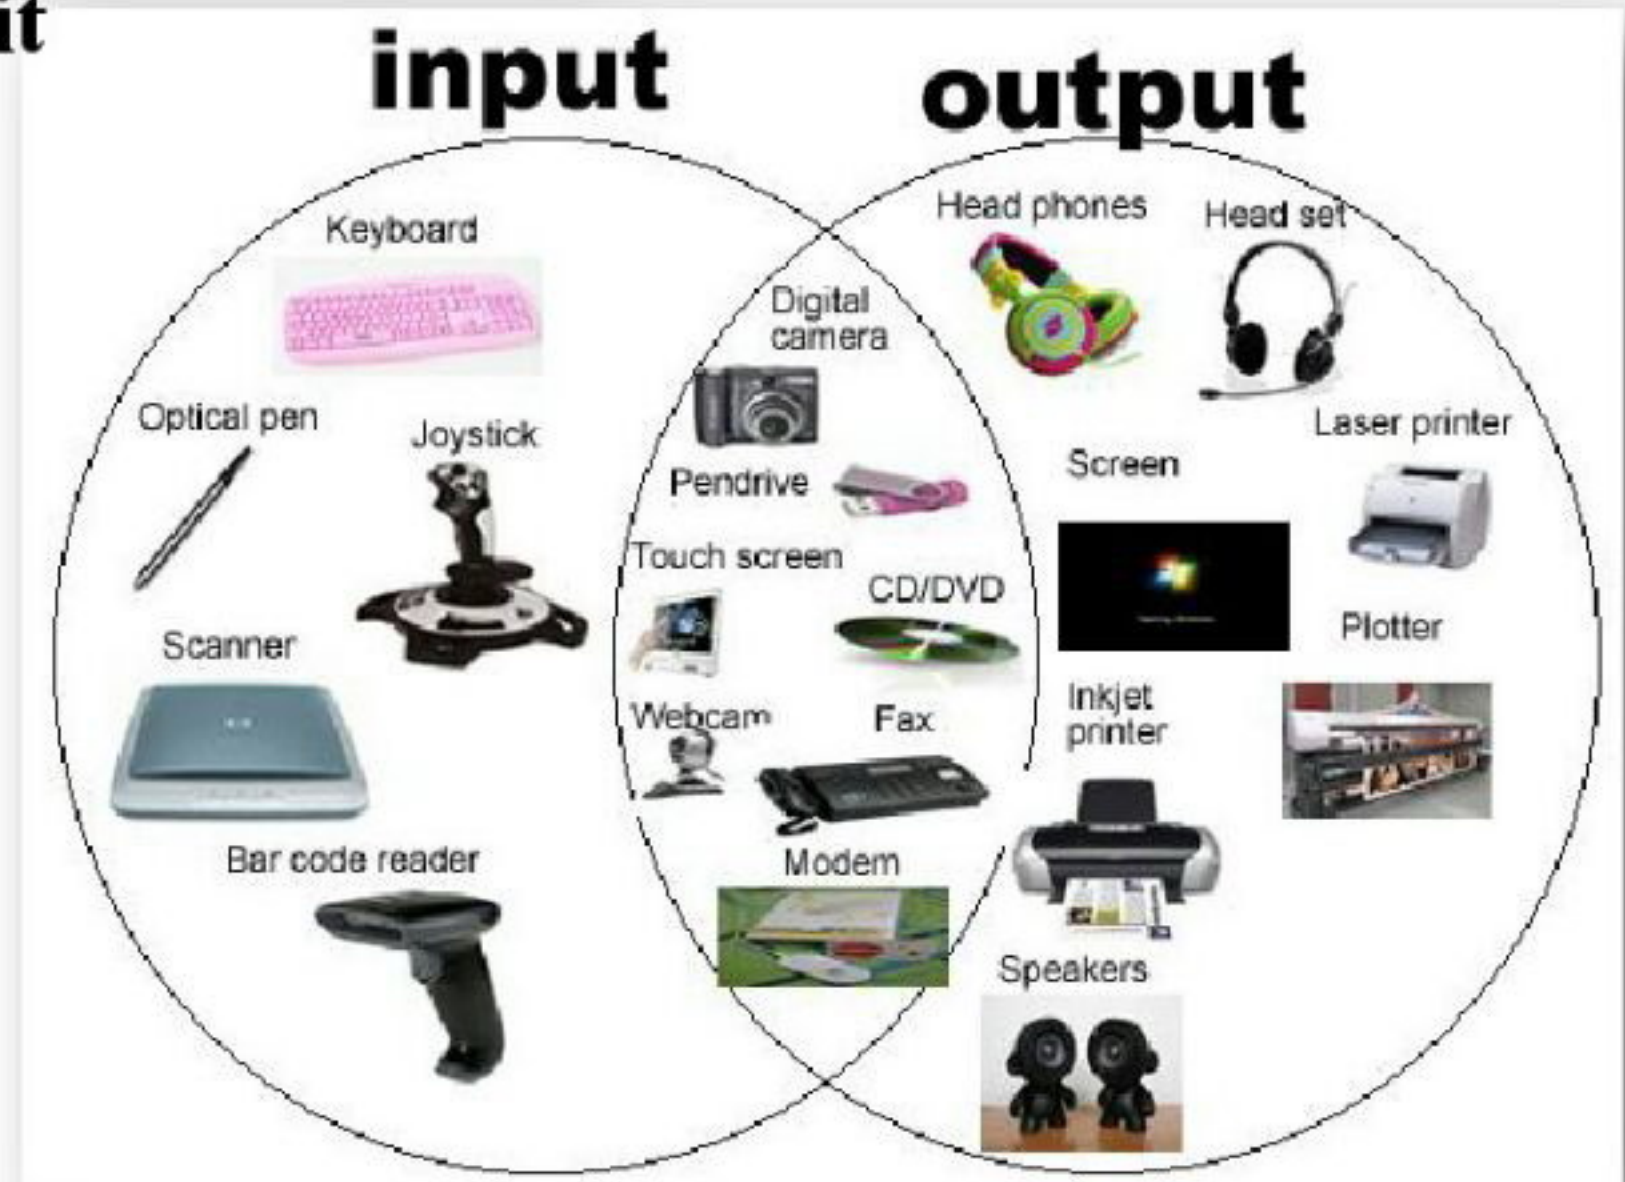 it
input
output
Keyboard
Optical pen
Joystick
Scanner
Bar code reader
Digital
camera
Pendrive
Touch screen
CD/DVD
Webcam
Fax
Modem
Head phones
Head set
Laser printer
Screen
Plotter
Inkjet
printer
Speakers